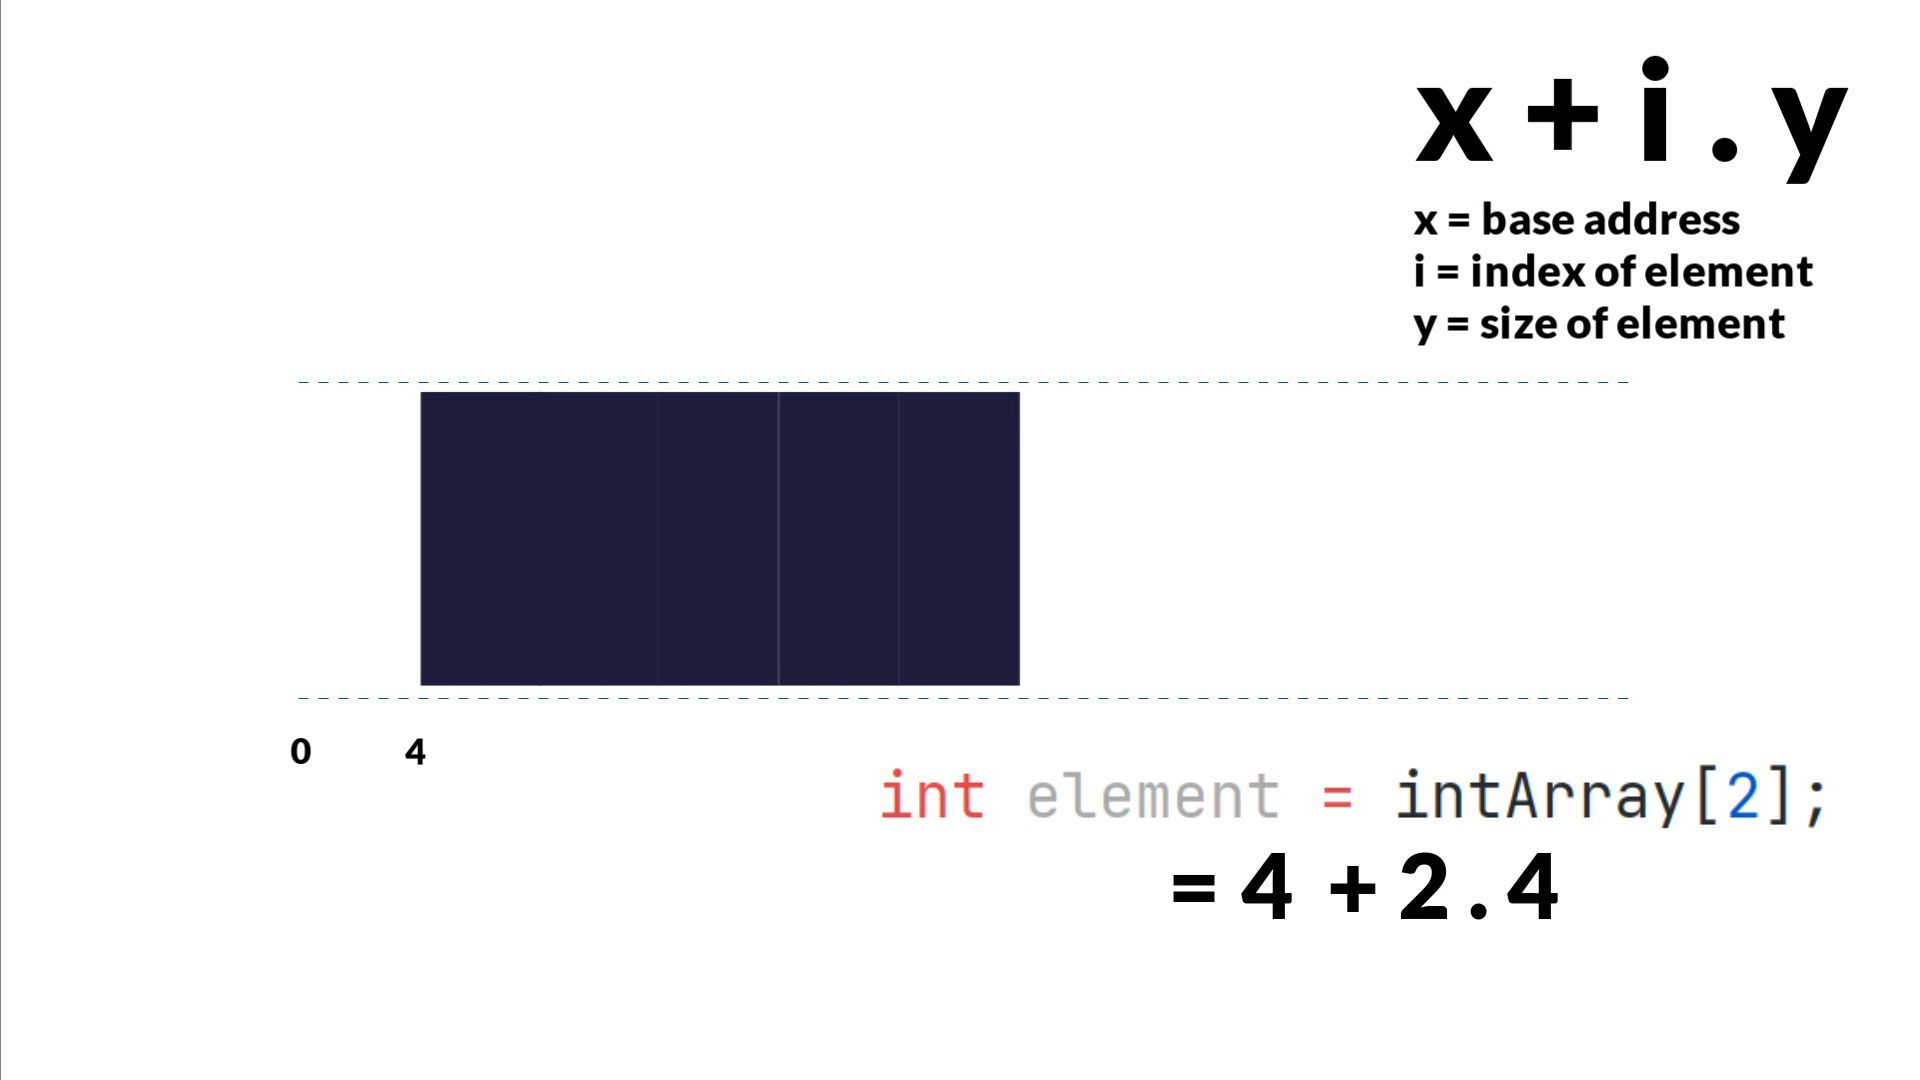 x + i . y
x = base address
i = index of element
y = size of element
0 4
int element = intArray[2];
= 4 + 2 . 4